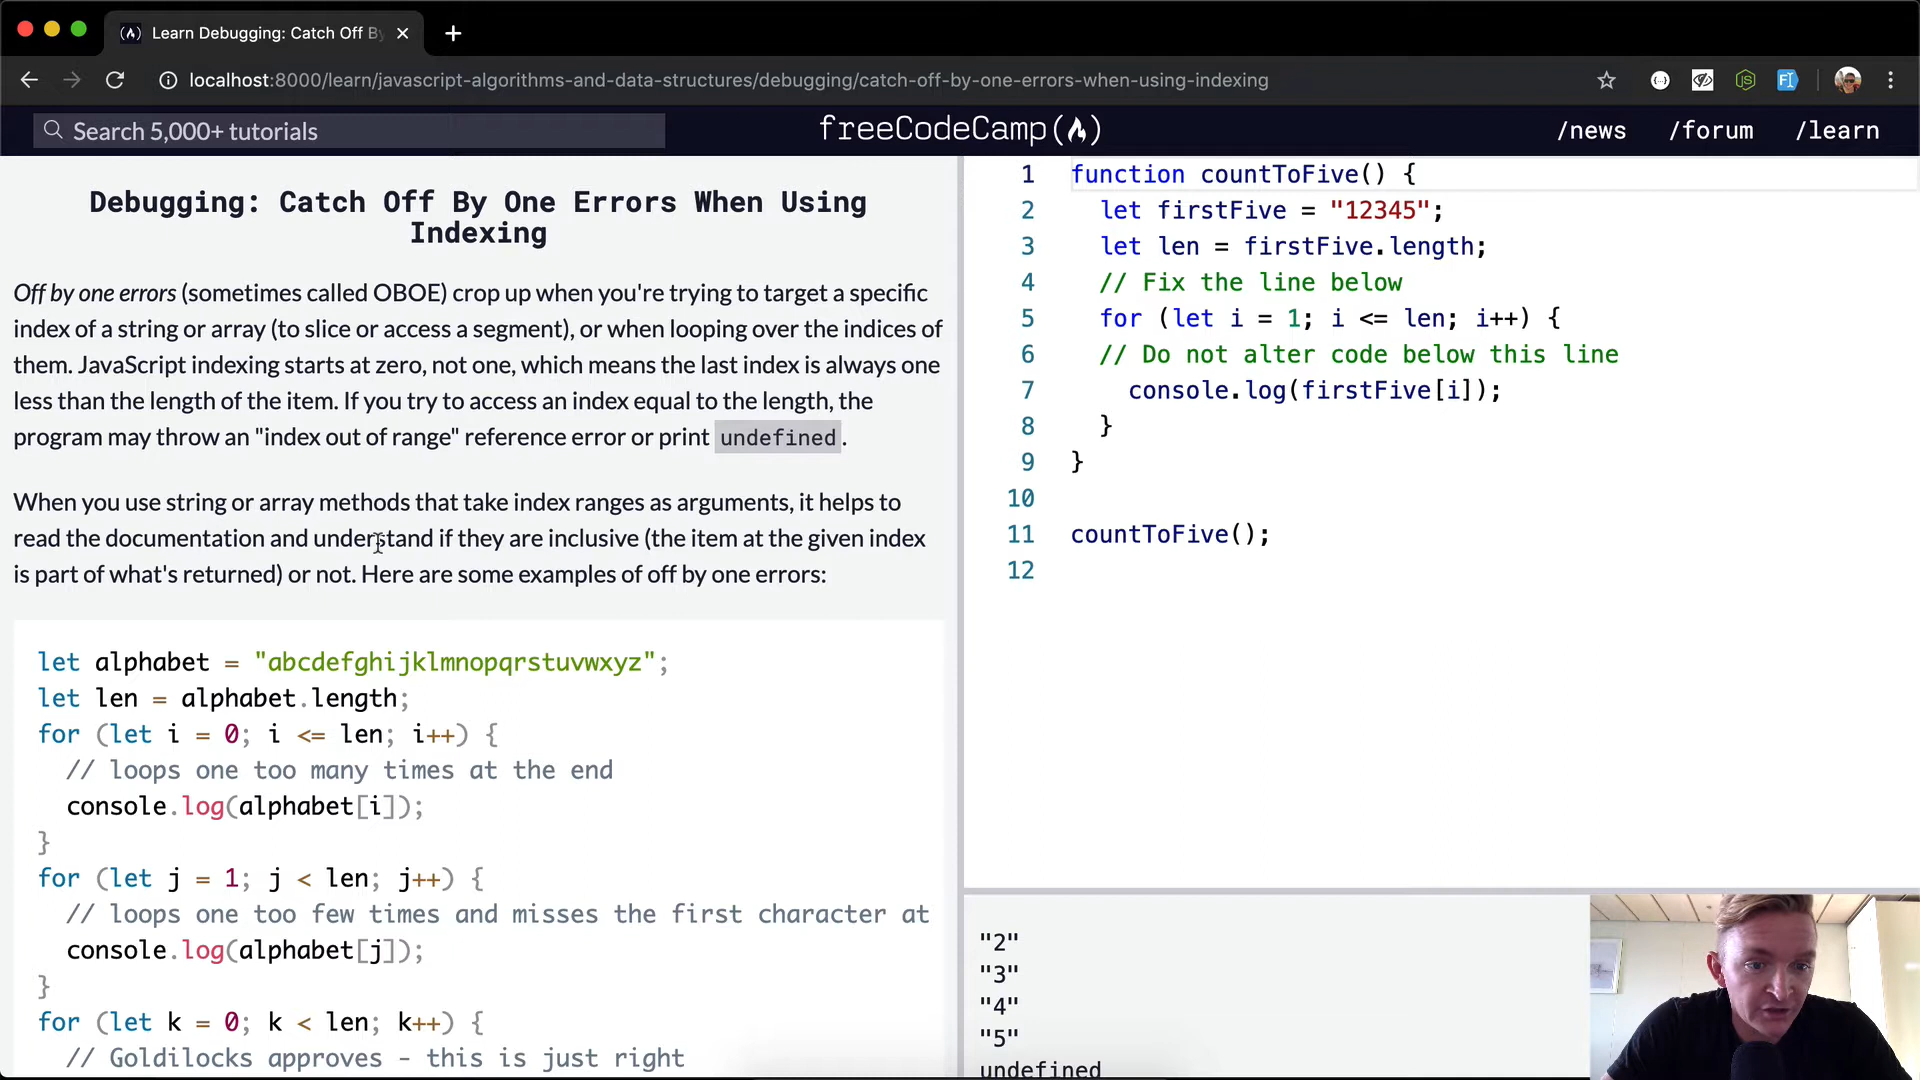 Learn Debugging: Catch Off By
localhost:8000/learn/javascript-algorithms-and-data-structures/debugging/catch-off-by-one-errors-when-using-indexing
Search 5,000+ tutorials
freeCodeCamp
/news
/forum
/learn
Debugging: Catch Off By One Errors When Using
Indexing
Off by one errors (sometimes called OBOE) crop up when you're trying to target a specific
index of a string or array (to slice or access a segment), or when looping over the indices of
them. JavaScript indexing starts at zero, not one, which means the last index is always one
less than the length of the item. If you try to access an index equal to the length, the
program may throw an "index out of range" reference error or print undefined.
When you use string or array methods that take index ranges as arguments, it helps to
read the documentation and understand if they are inclusive (the item at the given index
is part of what's returned) or not. Here are some examples of off by one errors:
let alphabet = "abcdefghijklmnopqrstuvwxyz";
let len = alphabet.length;
for (let i = 0; i <= len; i++) {
// loops one too many times at the end
console.log(alphabet[i]);
}
for (let j = 1; j < len; j++) {
// loops one too few times and misses the first character at
console.log(alphabet[j]);
}
for (let k = 0; k < len; k++) {
// Goldilocks approves - this is just right
1 function countToFive() {
2 let firstFive = "12345";
3 let len = firstFive.length;
4 // Fix the line below
5 for (let i = 1; i <= len; i++) {
6 // Do not alter code below this line
7 console.log(firstFive[i]);
8 }
9 }
10
11 countToFive();
12
"2"
"3"
"4"
"5"
undefined